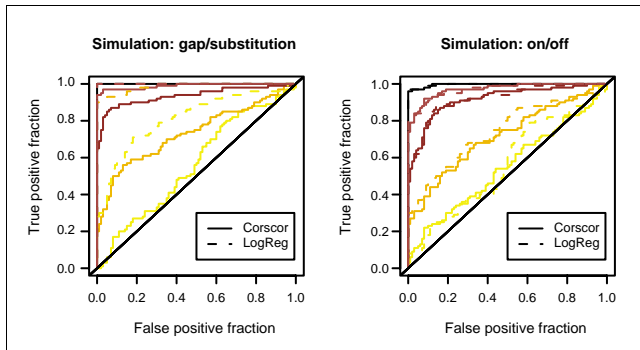 Simulation: gap/substitution
True positive fraction
1.0
0.8
0.6
0.4
0.2
0.0
Corscor
LogReg
0.0 0.2 0.4 0.6 0.8 1.0
False positive fraction
Simulation: on/off
True positive fraction
1.0
0.8
0.6
0.4
0.2
0.0
Corscor
LogReg
0.0 0.2 0.4 0.6 0.8 1.0
False positive fraction